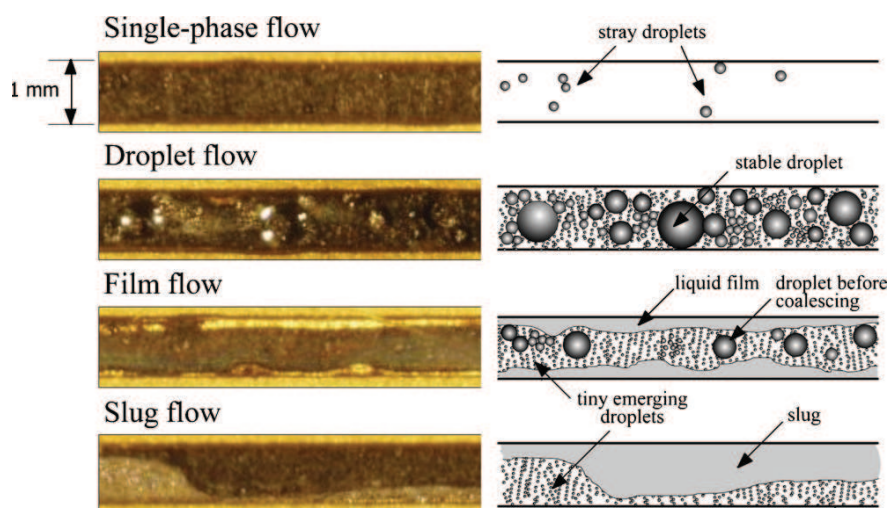 Single-phase flow
1 mm
stray droplets
Droplet flow
stable droplet
Film flow
liquid film
droplet before
coalescing
tiny emerging
droplets
Slug flow
slug